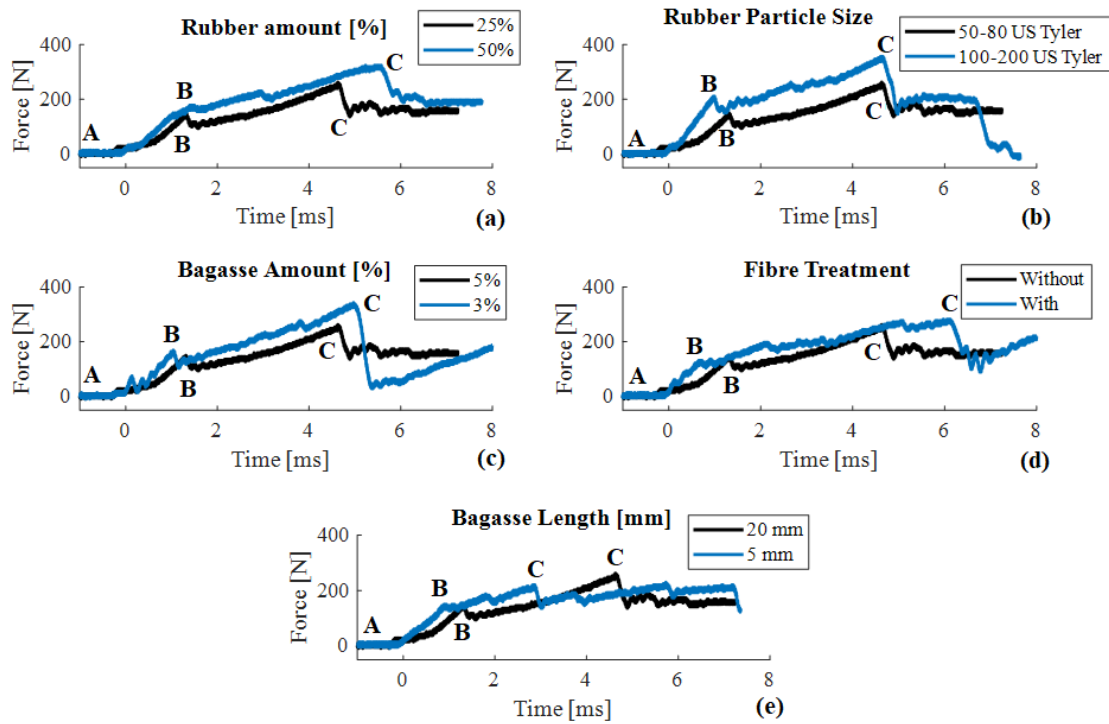 Rubber amount [%]
25%
50%
Force [N]
400
200
0
A
B
B
C
C
0
2
4
6
8
Time [ms]
(a)
Rubber Particle Size
50-80 US Tyler
100-200 US Tyler
Force [N]
400
200
0
A
B
B
C
C
0
2
4
6
8
Time [ms]
(b)
Bagasse Amount [%]
5%
3%
Force [N]
400
200
0
A
B
B
C
C
0
2
4
6
8
Time [ms]
(c)
Fibre Treatment
Without
With
Force [N]
400
200
0
A
B
B
C
C
0
2
4
6
8
Time [ms]
(d)
Bagasse Length [mm]
20 mm
5 mm
Force [N]
400
200
0
A
B
B
C
C
0
2
4
6
8
Time [ms]
(e)